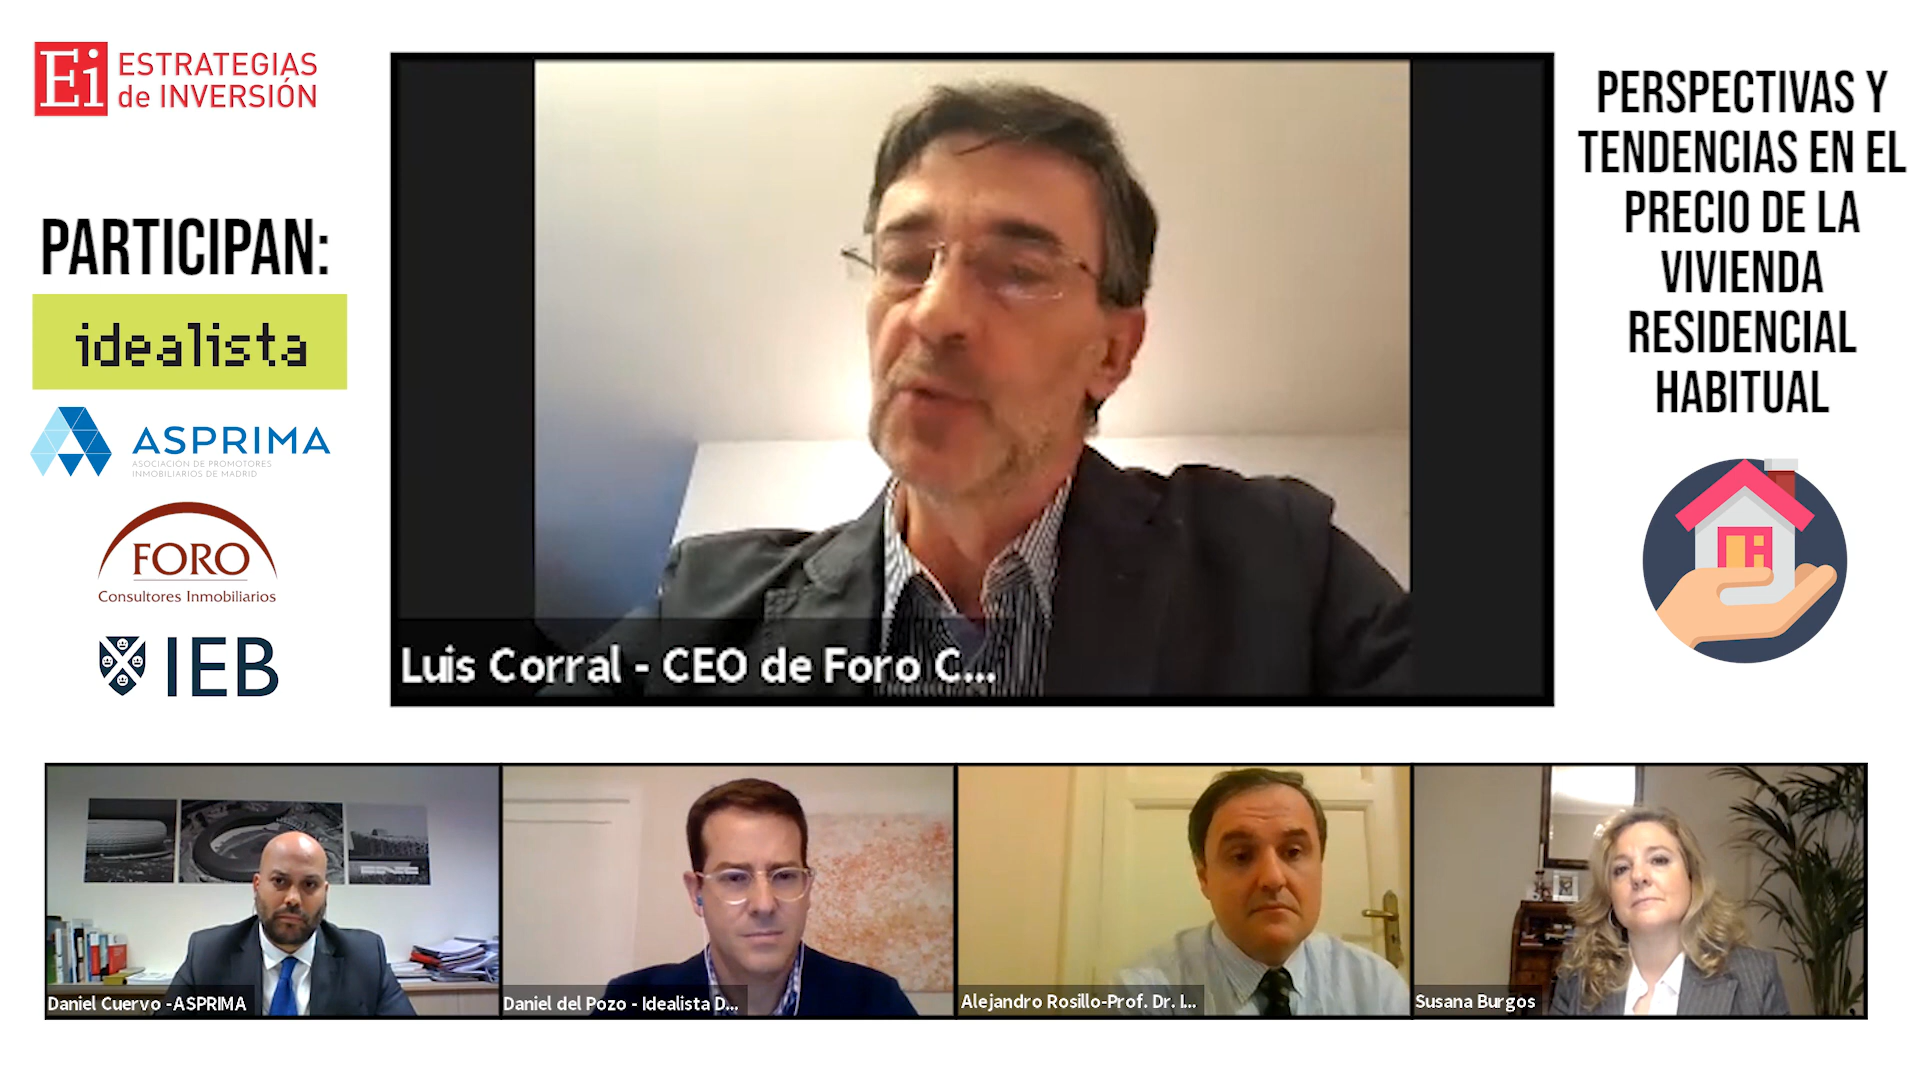 Ei ESTRATEGIAS
de INVERSIÓN
PARTICIPAN:
idealista
ASPRIMA
ASOCIACION DE PROMOTORES
INMOBILIARIOS DE MADRID
FORO
Consultores Inmobiliarios
IEB
Luis Corral - CEO de Foro C...
PERSPECTIVAS Y
TENDENCIAS EN EL
PRECIO DE LA
VIVIENDA
RESIDENCIAL
HABITUAL
Daniel Cuervo -ASPRIMA
Daniel del Pozo - Idealista D...
Alejandro Rosillo-Prof. Dr. I...
Susana Burgos